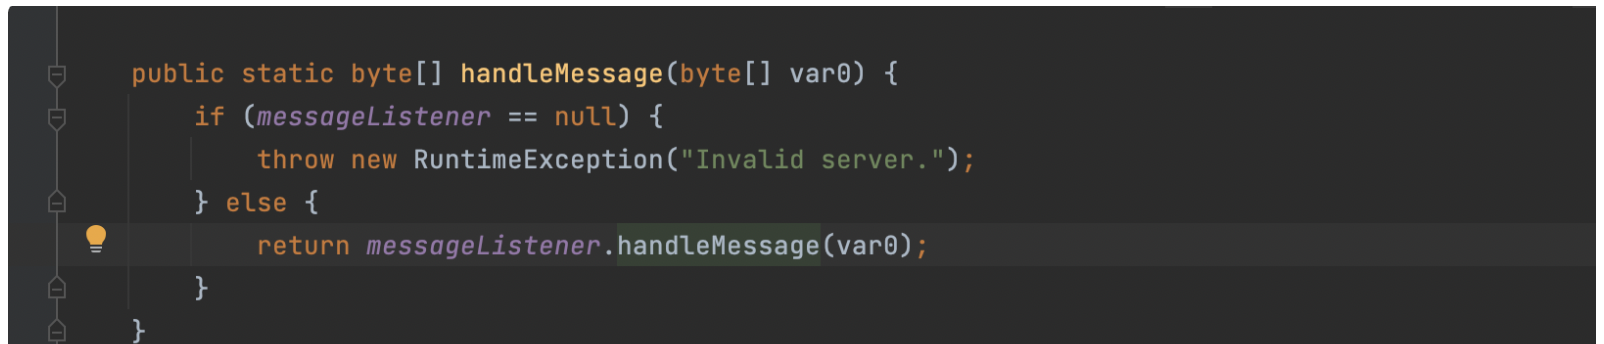 public static byte[] handleMessage(byte[] var0) {
if (messageListener == null) {
throw new RuntimeException("Invalid server.");
} else {
return messageListener.handleMessage(var0);
}
}